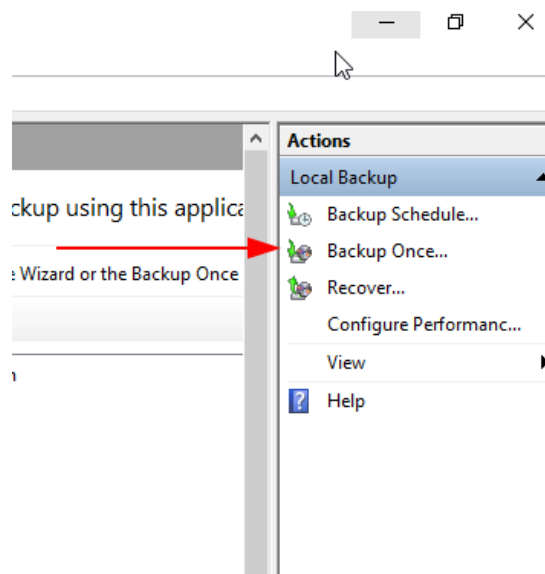 Actions
Local Backup
ckup using this applica
Backup Schedule...
Backup Once...
e Wizard or the Backup Once
Recover...
Configure Performanc...
View
n
Help